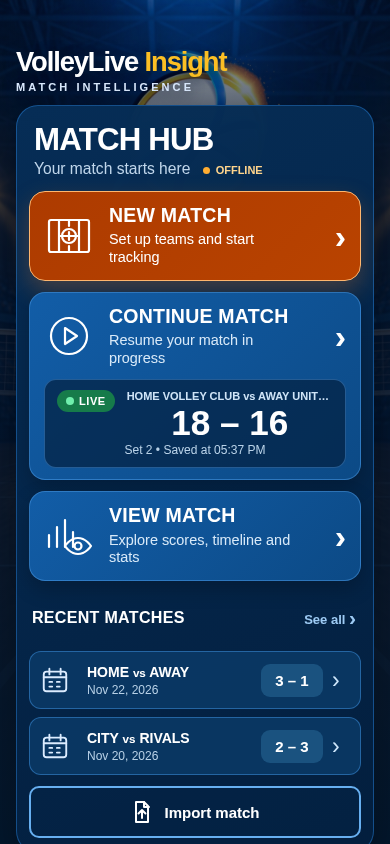 VolleyLive Insight
MATCH INTELLIGENCE
MATCH HUB
Your match starts here OFFLINE
NEW MATCH
Set up teams and start
tracking
CONTINUE MATCH
Resume your match in
progress
LIVE
HOME VOLLEY CLUB vs AWAY UNIT…
18 – 16
Set 2 • Saved at 05:37 PM
VIEW MATCH
Explore scores, timeline and
stats
RECENT MATCHES
See all
HOME vs AWAY
Nov 22, 2026
3 – 1
CITY vs RIVALS
Nov 20, 2026
2 – 3
Import match